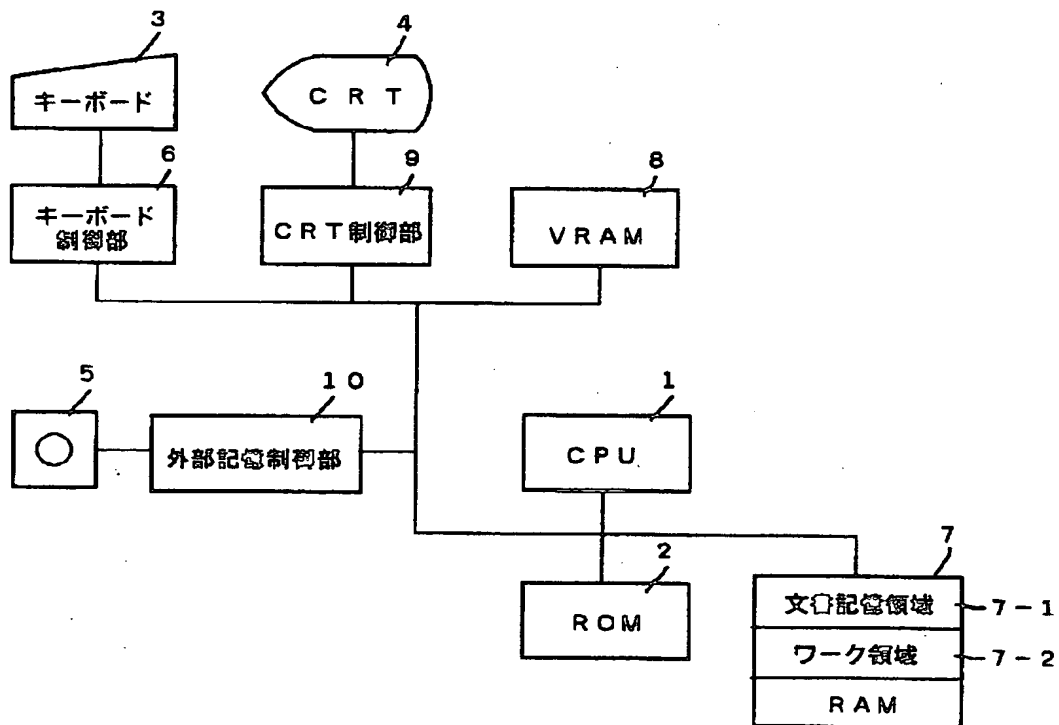 3
4
キーボード
CRT
6
9
8
キーボード
制御部
CRT制御部
VRAM
5
10
1
外部記憶制御部
CPU
2
7
ROM
文書記憶領域
7-1
ワーク領域
7-2
RAM